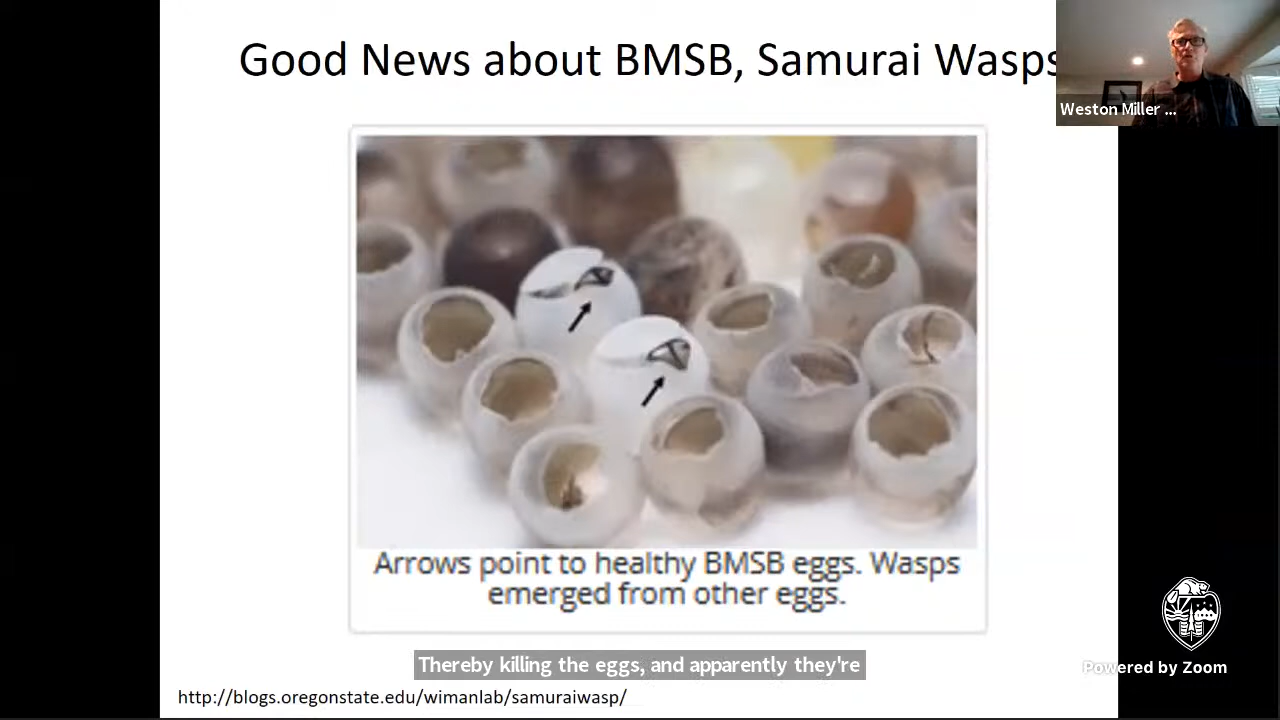 Good News about BMSB, Samurai Wasps
Weston Miller ...
Arrows point to healthy BMSB eggs. Wasps
emerged from other eggs.
Thereby killing the eggs, and apparently they're
Powered by Zoom
http://blogs.oregonstate.edu/wimanlab/samuraiwasp/